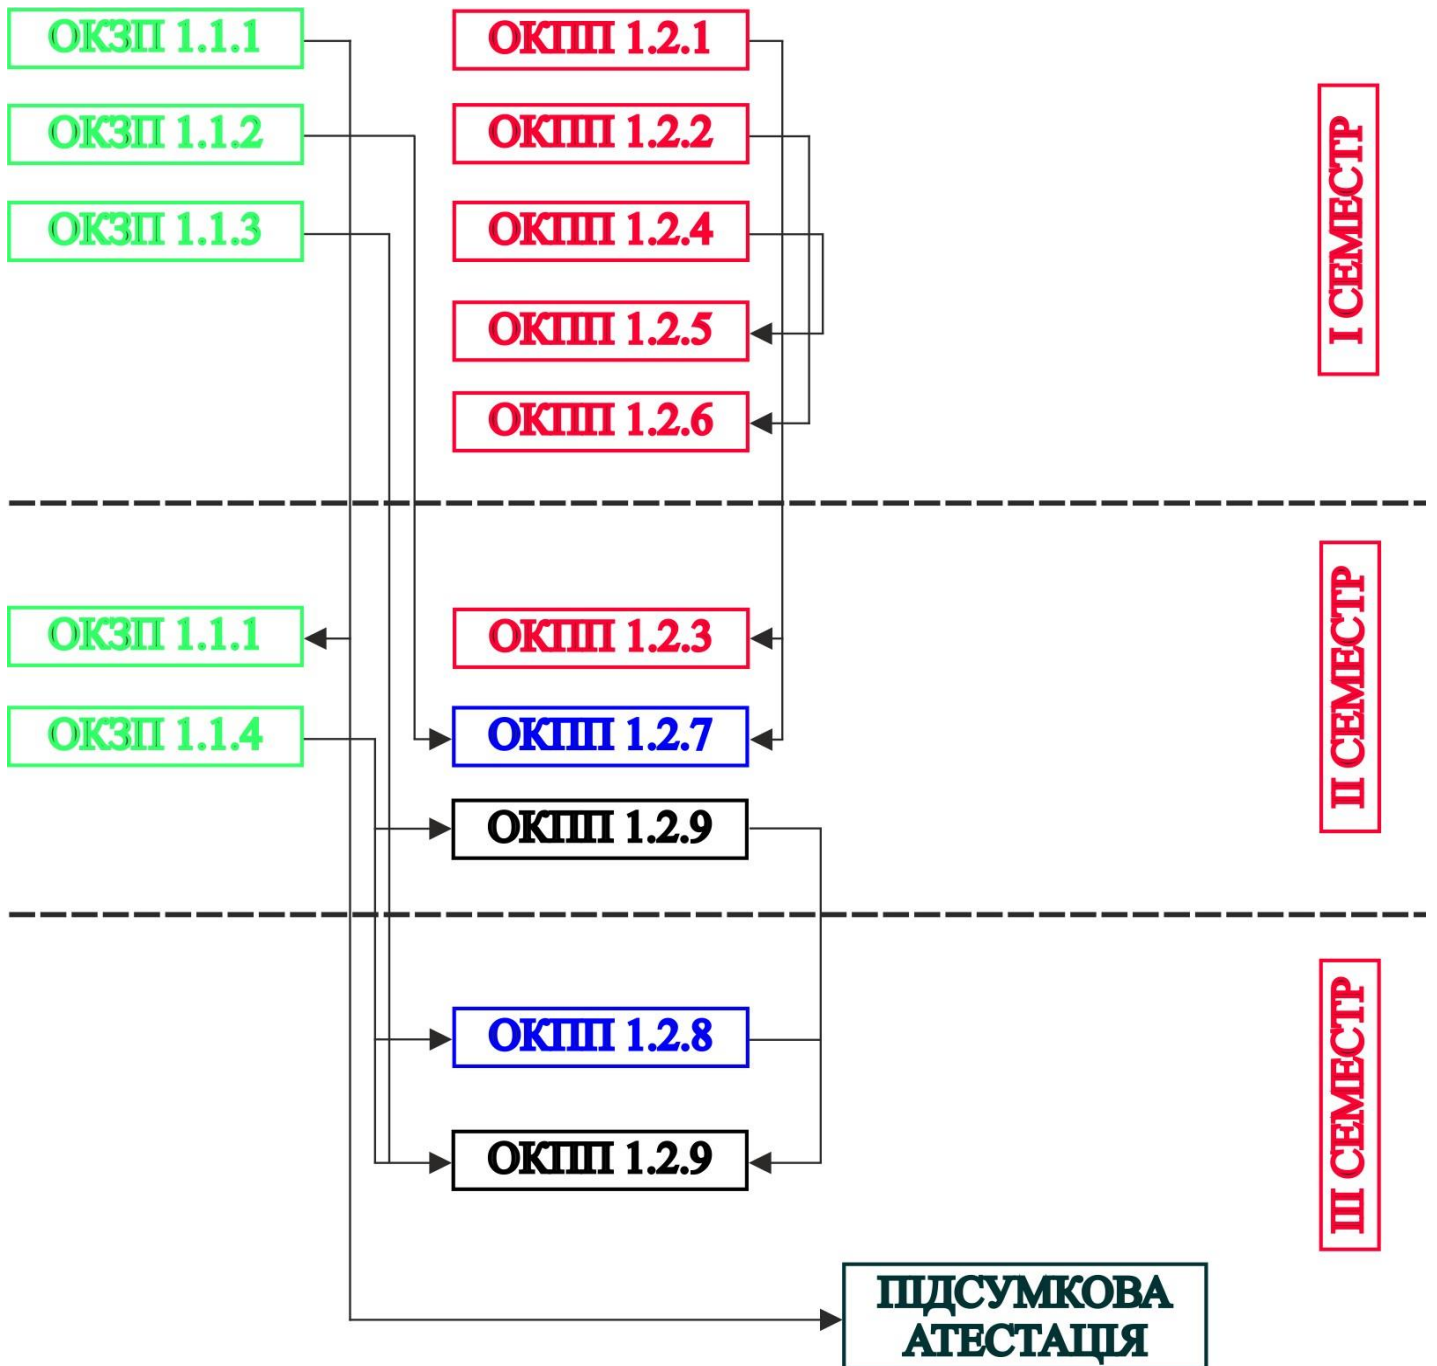 ОКЗП 1.1.1
ОКПП 1.2.1
ОКЗП 1.1.2
ОКПП 1.2.2
ОКЗП 1.1.3
ОКПП 1.2.4
ОКПП 1.2.5
ОКПП 1.2.6
І СЕМЕСТР
ОКЗП 1.1.1
ОКПП 1.2.3
ОКЗП 1.1.4
ОКПП 1.2.7
ОКПП 1.2.9
ІІ СЕМЕСТР
ОКПП 1.2.8
ОКПП 1.2.9
ІІІ СЕМЕСТР
ПІДСУМКОВА
АТЕСТАЦІЯ